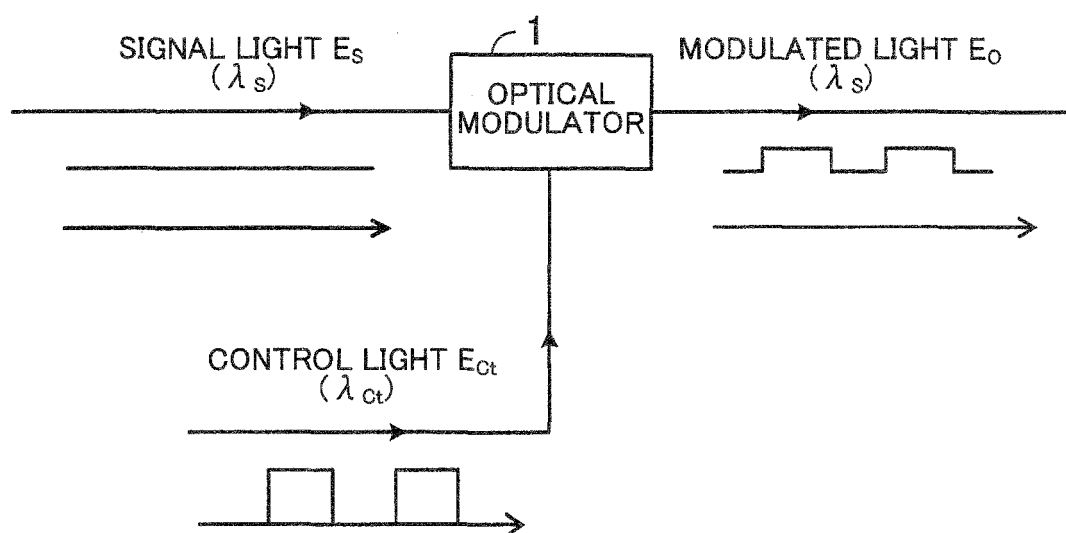 1
SIGNAL LIGHT ES
(λS)
OPTICAL
MODULATOR
MODULATED LIGHT EO
(λS)
CONTROL LIGHT ECt
(λCt)